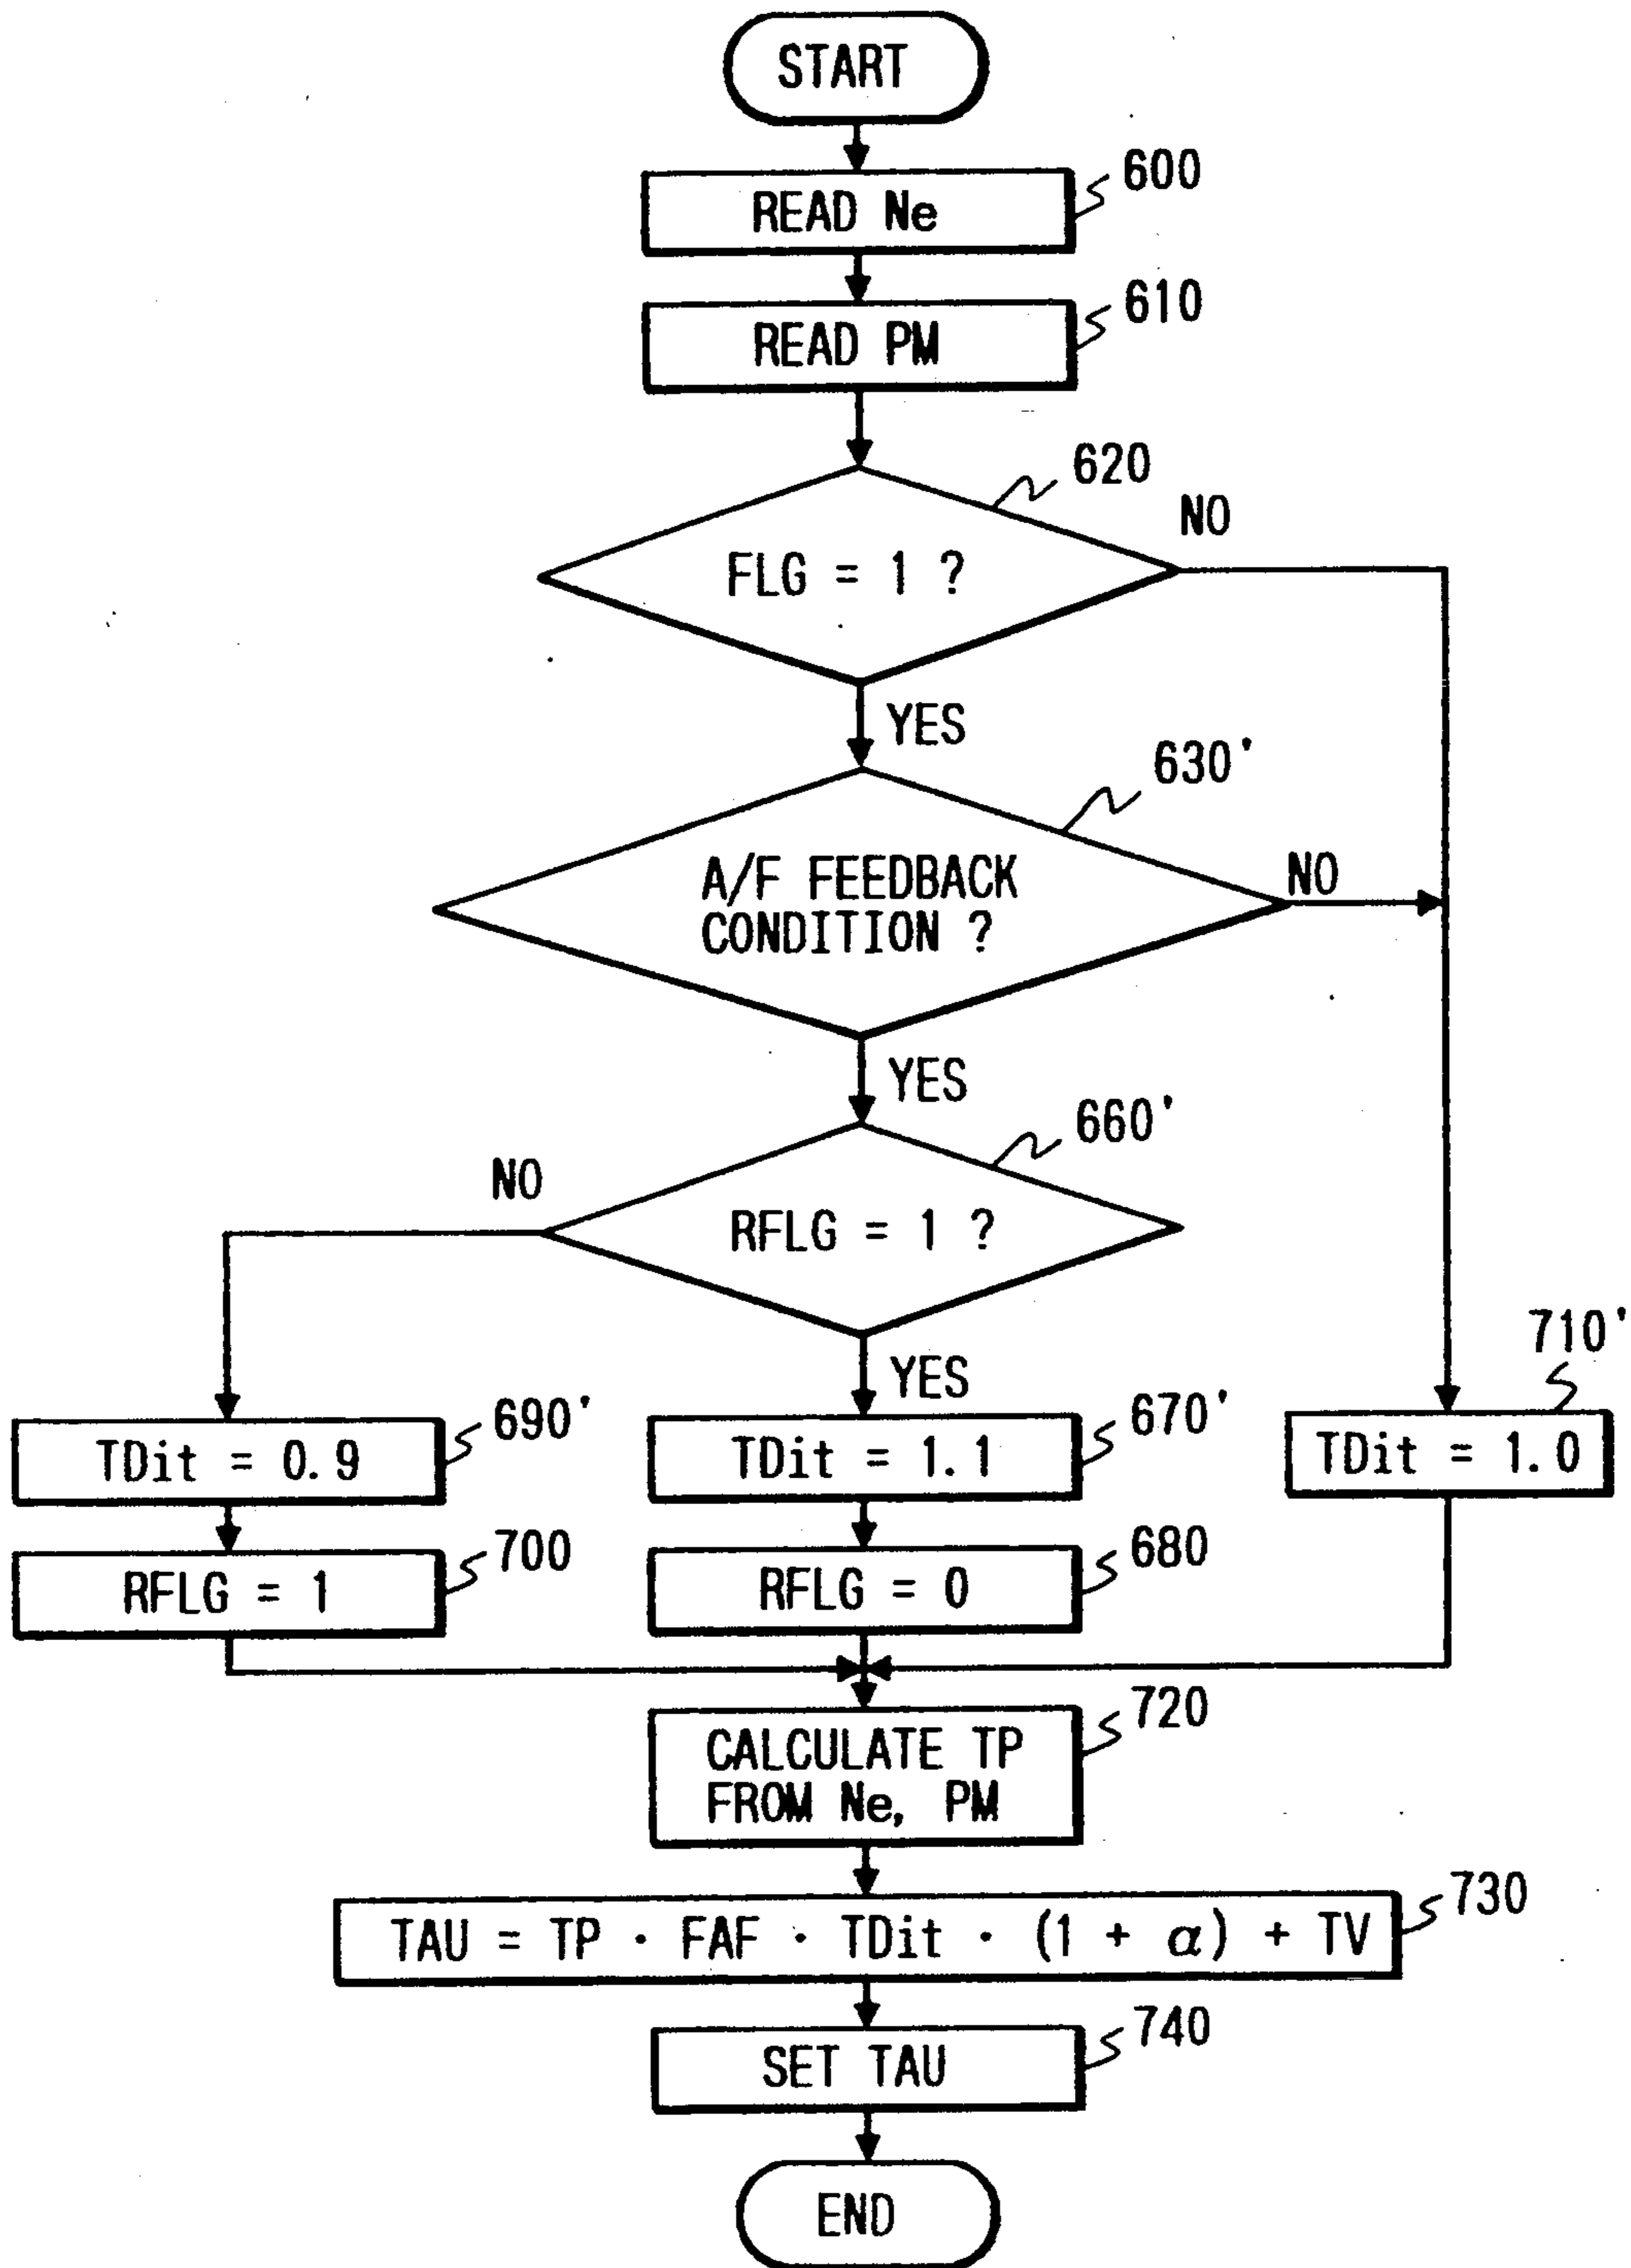 START
600
READ Ne
610
READ PM
620
NO
FLG = 1 ?
YES
630'
A/F FEEDBACK
CONDITION ?
NO
YES
660'
NO
RFLG = 1 ?
YES
710'
690'
670'
TDit = 0.9
TDit = 1.1
TDit = 1.0
700
680
RFLG = 1
RFLG = 0
720
CALCULATE TP
FROM Ne, PM
730
TAU = TP · FAF · TDit · (1 + α) + TV
740
SET TAU
END